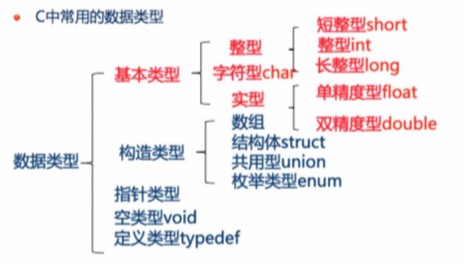 C中常用的数据类型
短整型short
整型
整型int
字符型char
长整型long
基本类型
实型
单精度型float
数组
双精度型double
构造类型
结构体struct
数据类型
共用型union
枚举类型enum
指针类型
空类型void
定义类型typedef